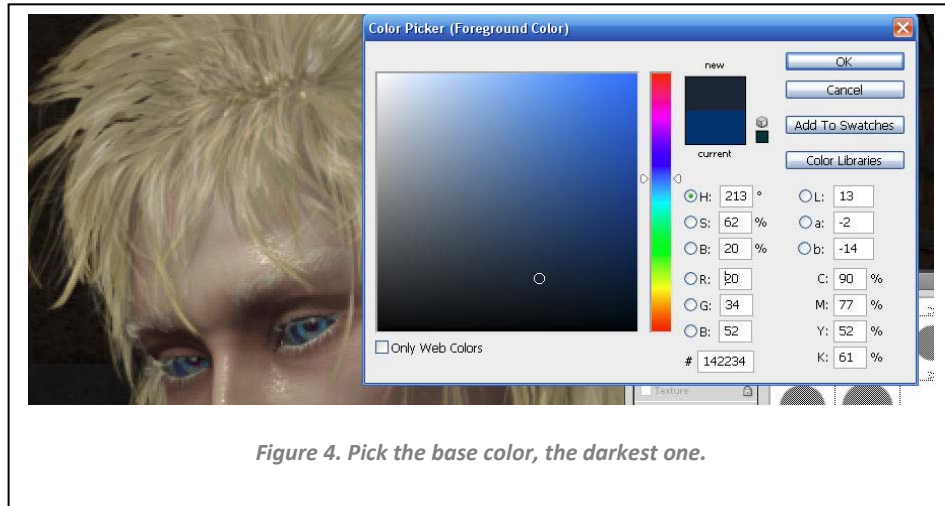 Color Picker (Foreground Color)
new
current
OK
Cancel
Add To Swatches
Color Libraries
H: 213 °
S: 62 %
B: 20 %
R: 20
G: 34
B: 52
# 142234
L: 13
a: -2
b: -14
C: 90 %
M: 77 %
Y: 52 %
K: 61 %
Only Web Colors
Texture
Figure 4. Pick the base color, the darkest one.